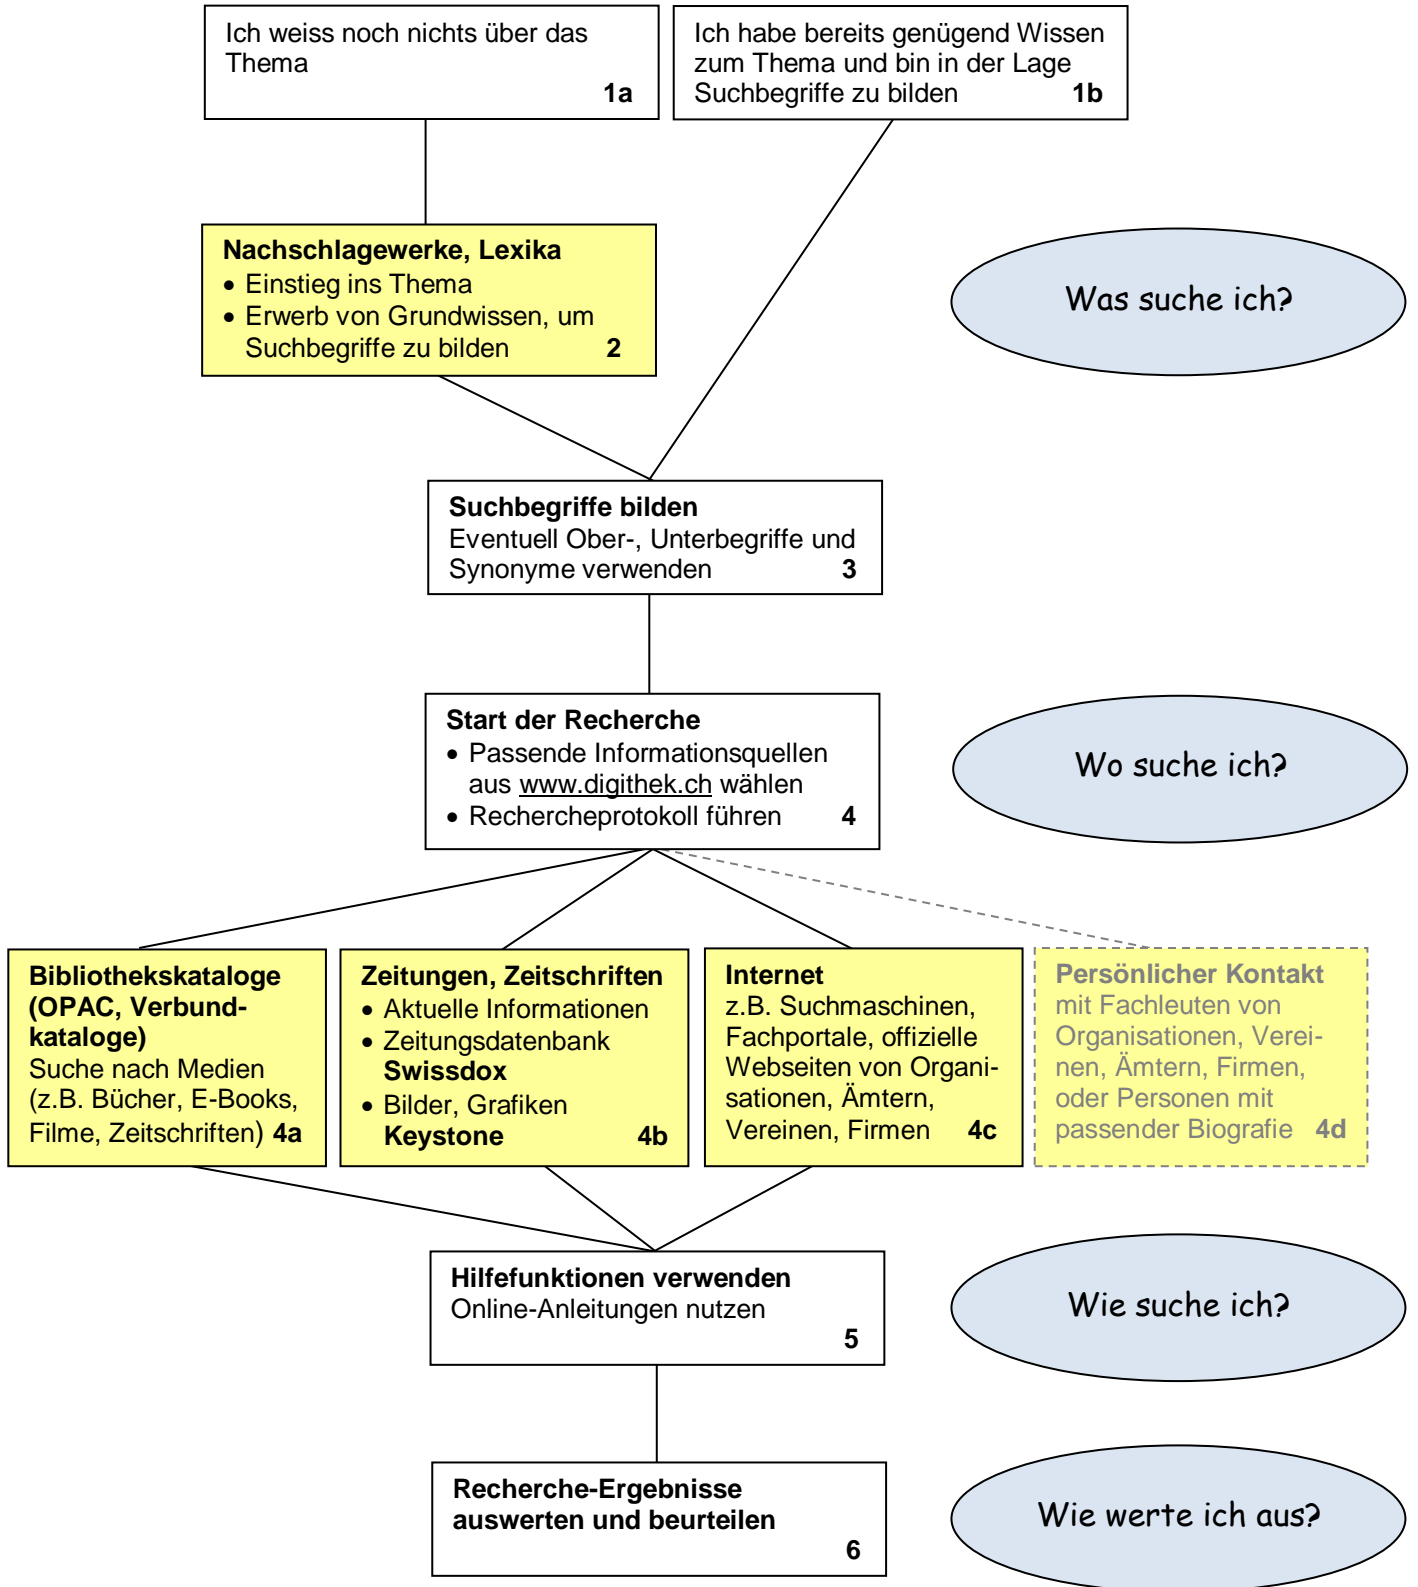 Ich weiss noch nichts über das
Thema
1a
Ich habe bereits genügend Wissen
zum Thema und bin in der Lage
Suchbegriffe zu bilden 1b
Nachschlagewerke, Lexika
• Einstieg ins Thema
• Erwerb von Grundwissen, um
Suchbegriffe zu bilden 2
Was suche ich?
Suchbegriffe bilden
Eventuell Ober-, Unterbegriffe und
Synonyme verwenden 3
Start der Recherche
• Passende Informationsquellen
aus www.digithek.ch wählen
• Rechercheprotokoll führen 4
Wo suche ich?
Bibliothekskataloge
(OPAC, Verbund-
kataloge)
Suche nach Medien
(z.B. Bücher, E-Books,
Filme, Zeitschriften) 4a
Zeitungen, Zeitschriften
• Aktuelle Informationen
• Zeitungsdatenbank
Swissdox
• Bilder, Grafiken
Keystone 4b
Internet
z.B. Suchmaschinen,
Fachportale, offizielle
Webseiten von Organi-
sationen, Ämtern,
Vereinen, Firmen 4c
Persönlicher Kontakt
mit Fachleuten von
Organisationen, Verei-
nen, Ämtern, Firmen,
oder Personen mit
passender Biografie 4d
Hilfefunktionen verwenden
Online-Anleitungen nutzen
5
Wie suche ich?
Recherche-Ergebnisse
auswerten und beurteilen
6
Wie werte ich aus?